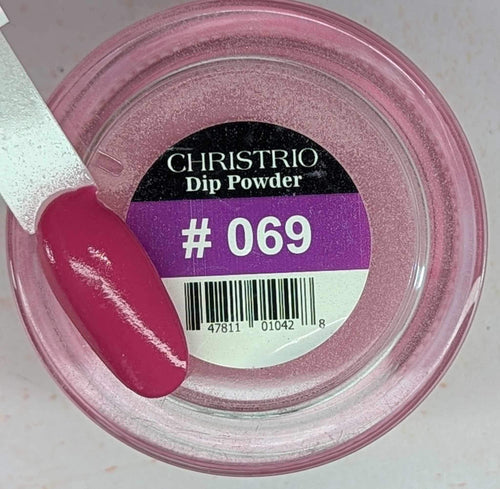 CHRISTRIO
Dip Powder
# 069
47811 01042 8